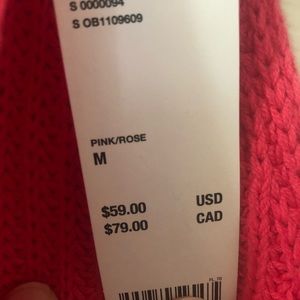 S 0000094
S OB1109609
PINK/ROSE
M
$59.00 USD
$79.00 CAD